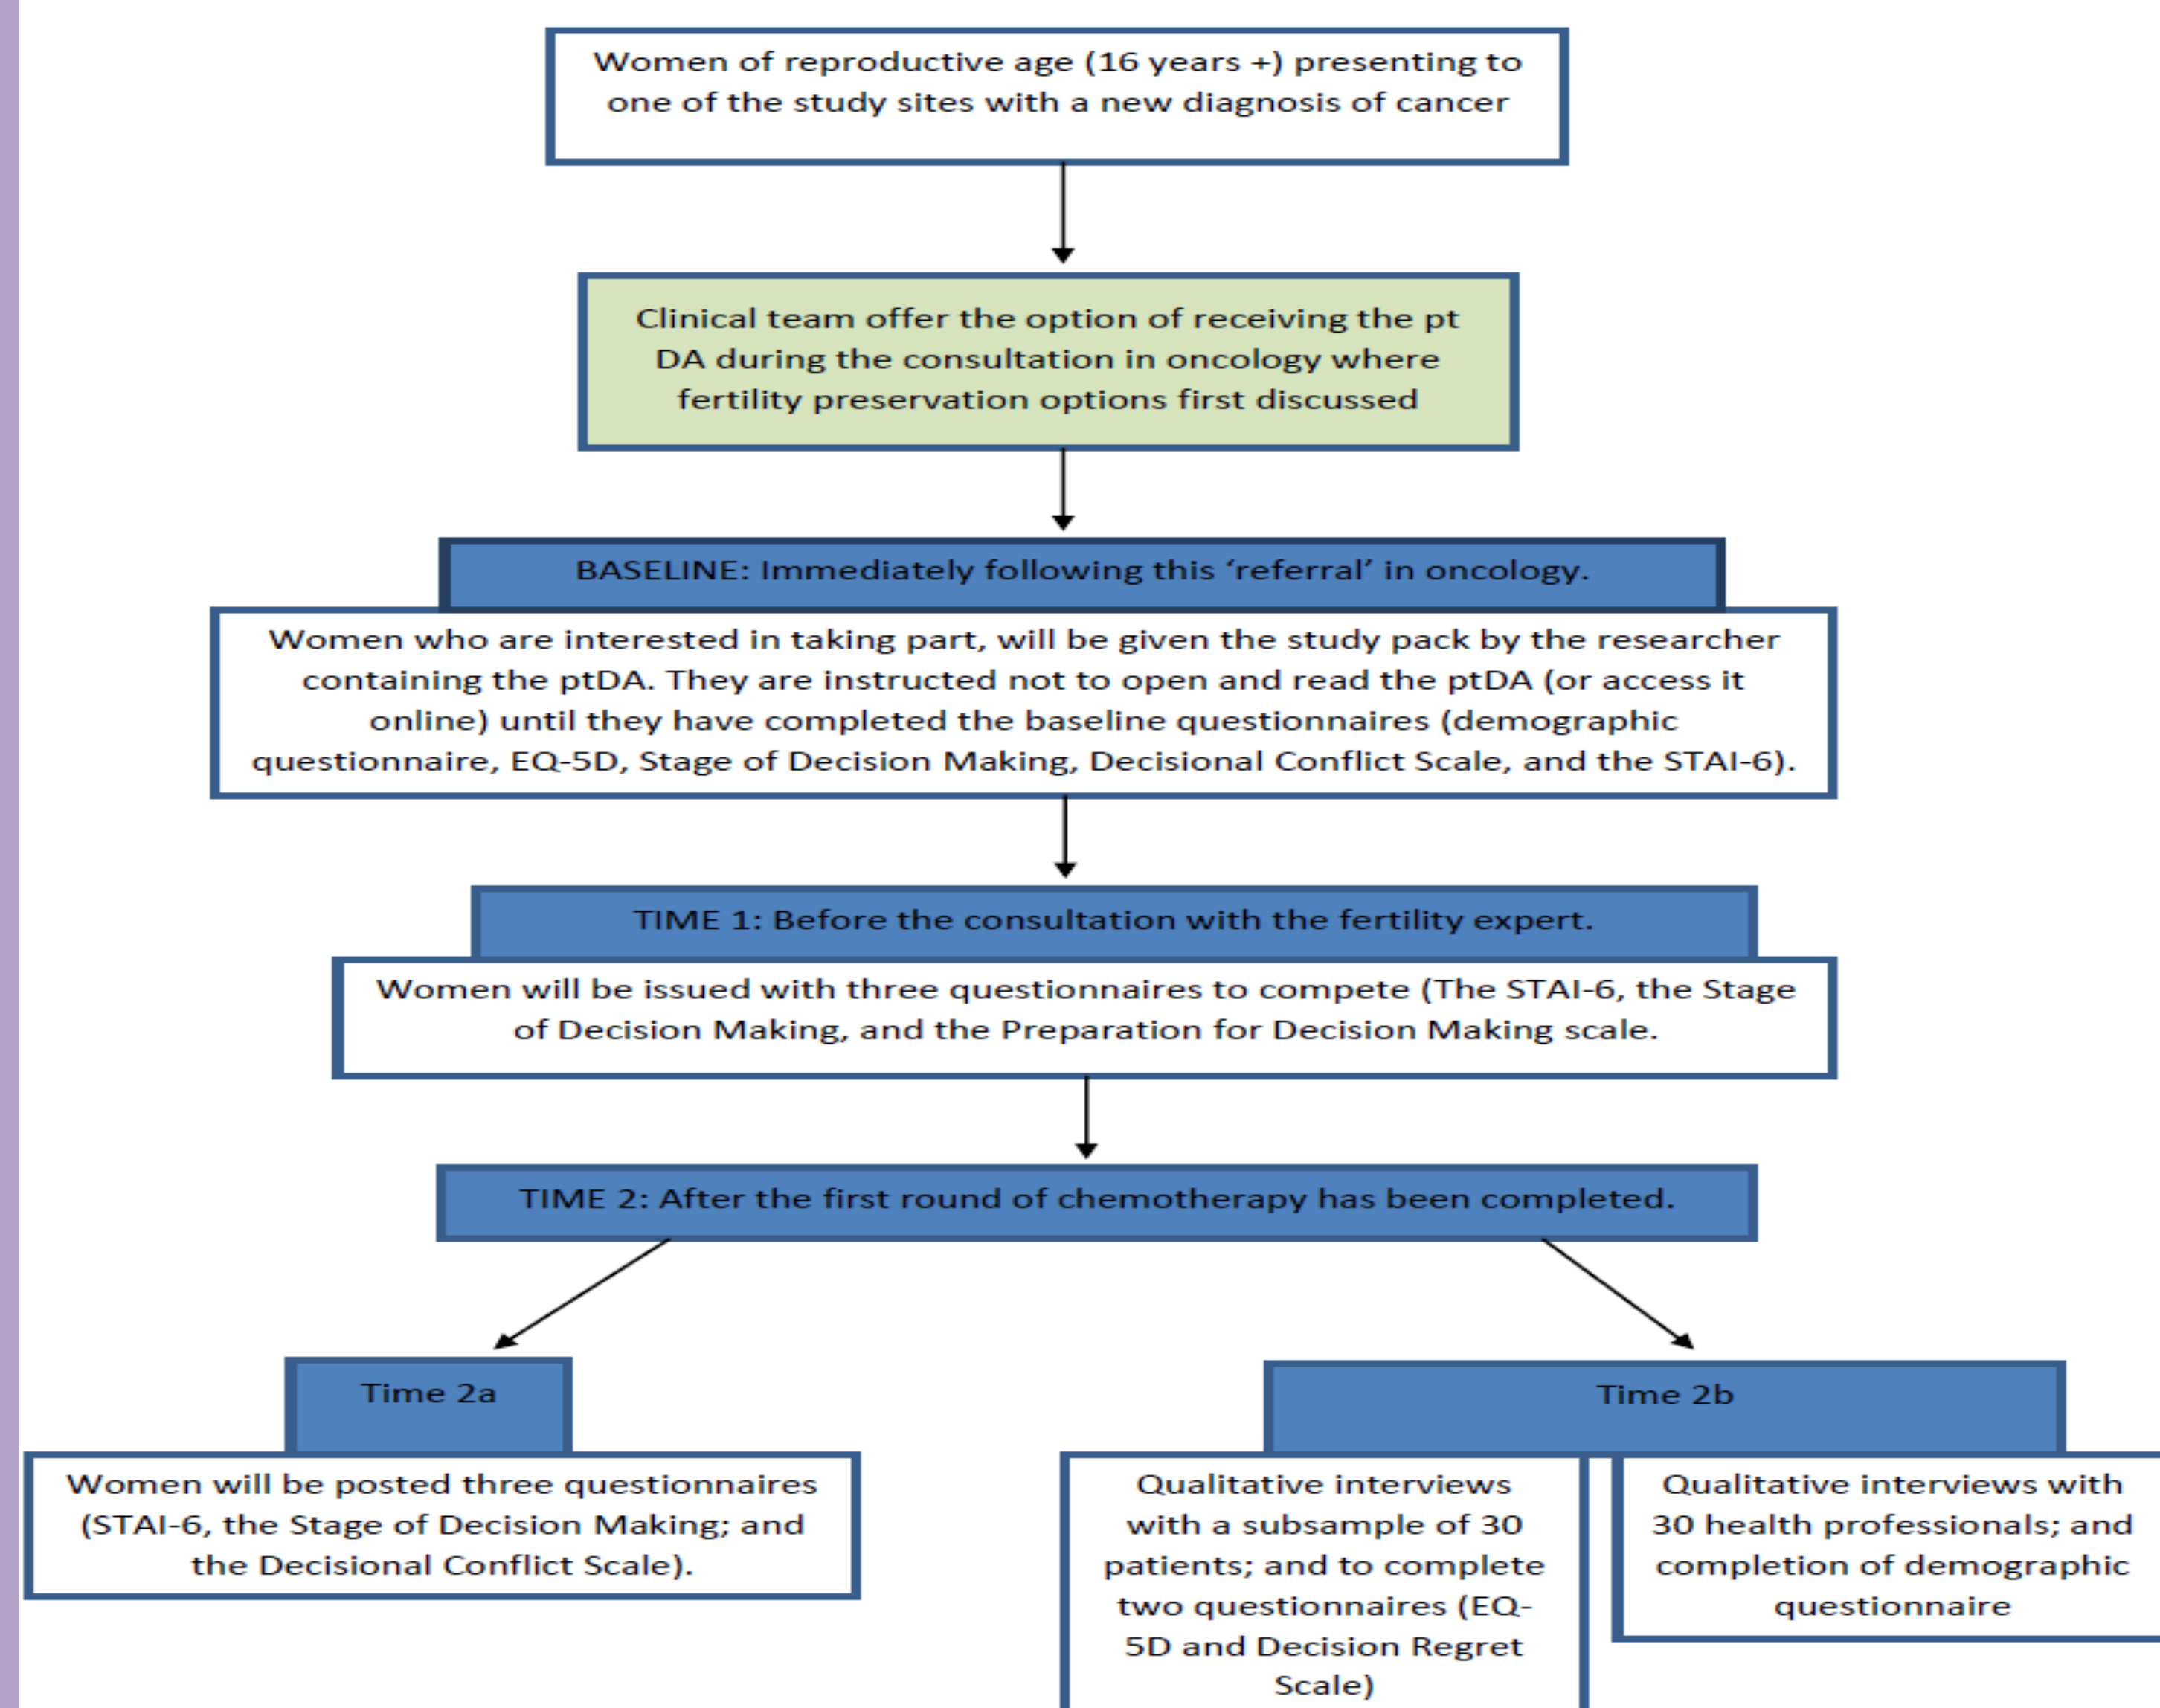 Women of reproductive age (16 years +) presenting to
one of the study sites with a new diagnosis of cancer
Clinical team offer the option of receiving the pt
DA during the consultation in oncology where
fertility preservation options first discussed
BASELINE: Immediately following this ‘referral’ in oncology.
Women who are interested in taking part, will be given the study pack by the researcher
containing the ptDA. They are instructed not to open and read the ptDA (or access it
online) until they have completed the baseline questionnaires (demographic
questionnaire, EQ-5D, Stage of Decision Making, Decisional Conflict Scale, and the STAI-6).
TIME 1: Before the consultation with the fertility expert.
Women will be issued with three questionnaires to compete (The STAI-6, the Stage
of Decision Making, and the Preparation for Decision Making scale.
TIME 2: After the first round of chemotherapy has been completed.
Time 2a
Women will be posted three questionnaires
(STAI-6, the Stage of Decision Making; and
the Decisional Conflict Scale).
Time 2b
Qualitative interviews
with a subsample of 30
patients; and to complete
two questionnaires (EQ-
5D and Decision Regret
Scale)
Qualitative interviews with
30 health professionals; and
completion of demographic
questionnaire